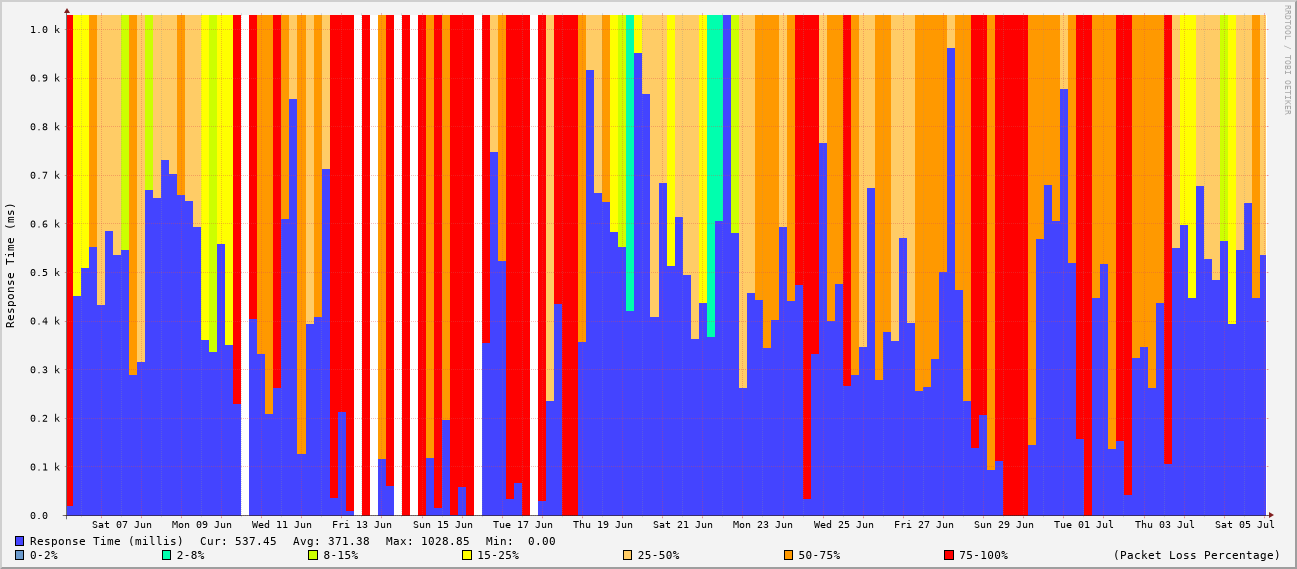 RRDTOOL / TOBI OETIKER
Response Time (ms)
1.0 k
0.9 k
0.8 k
0.7 k
0.6 k
0.5 k
0.4 k
0.3 k
0.2 k
0.1 k
0.0
Sat 07 Jun Mon 09 Jun Wed 11 Jun Fri 13 Jun Sun 15 Jun Tue 17 Jun Thu 19 Jun Sat 21 Jun Mon 23 Jun Wed 25 Jun Fri 27 Jun Sun 29 Jun Tue 01 Jul Thu 03 Jul Sat 05 Jul
Response Time (millis) Cur: 537.45 Avg: 371.38 Max: 1028.85 Min: 0.00
0-2% 2-8% 8-15% 15-25% 25-50% 50-75% 75-100% (Packet Loss Percentage)